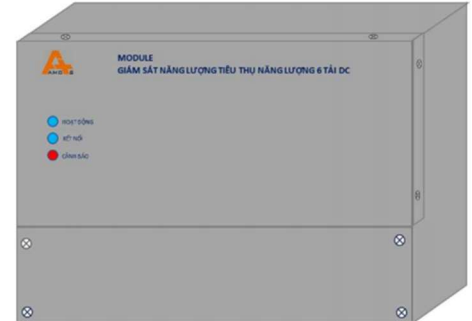 MODULE
GIÁM SÁT NĂNG LƯỢNG TIÊU THỤ NĂNG LƯỢNG 6 TẢI DC
HOẠT ĐỘNG
KẾT NỐI
CẢNH BÁO